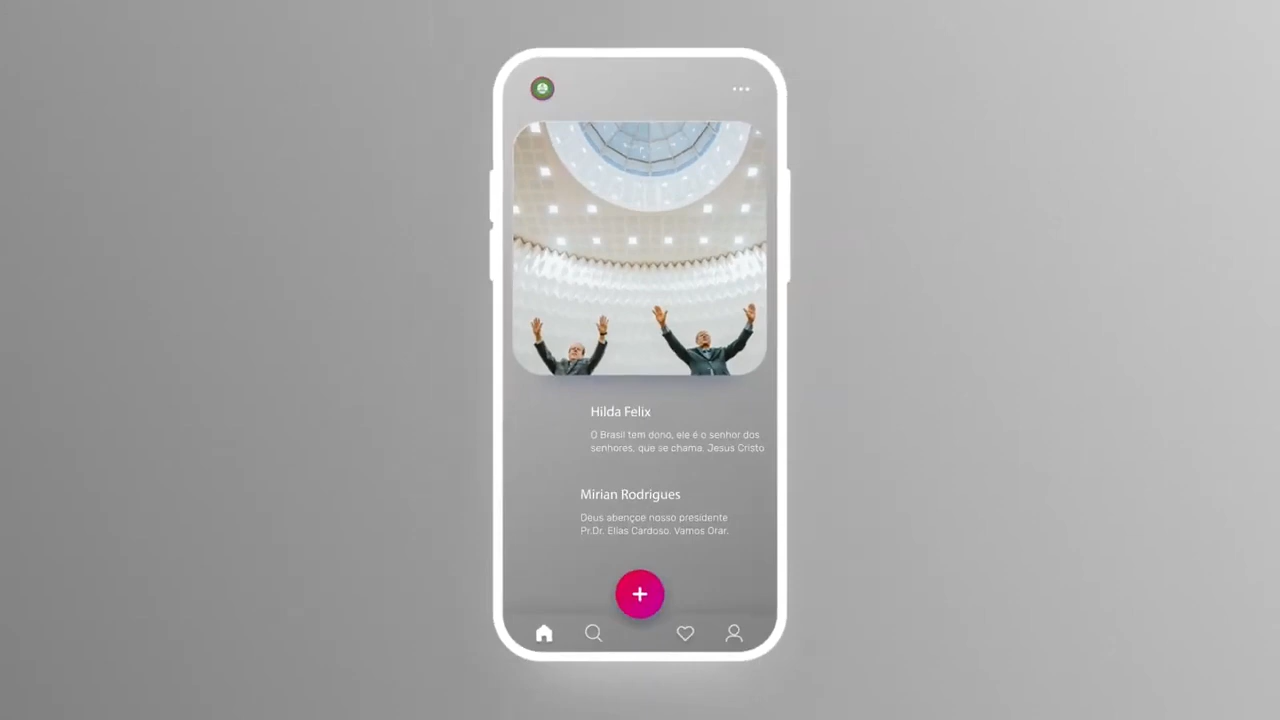 Hilda Felix
O Brasil tem dono, ele é o senhor dos
senhores, que se chama. Jesus Cristo
Mirian Rodrigues
Deus abençoe nosso presidente
Pr.Dr. Elias Cardoso. Vamos Orar.